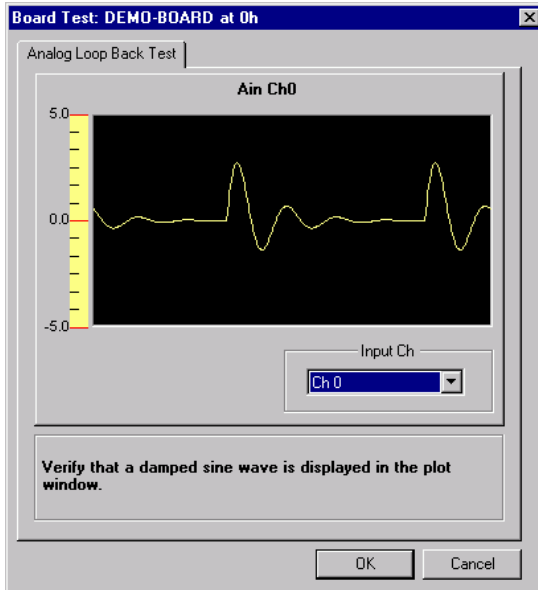 Board Test: DEMO-BOARD at 0h
Analog Loop Back Test
Ain Ch0
5.0
0.0
-5.0
Input Ch
Ch 0
Verify that a damped sine wave is displayed in the plot
window.
OK
Cancel